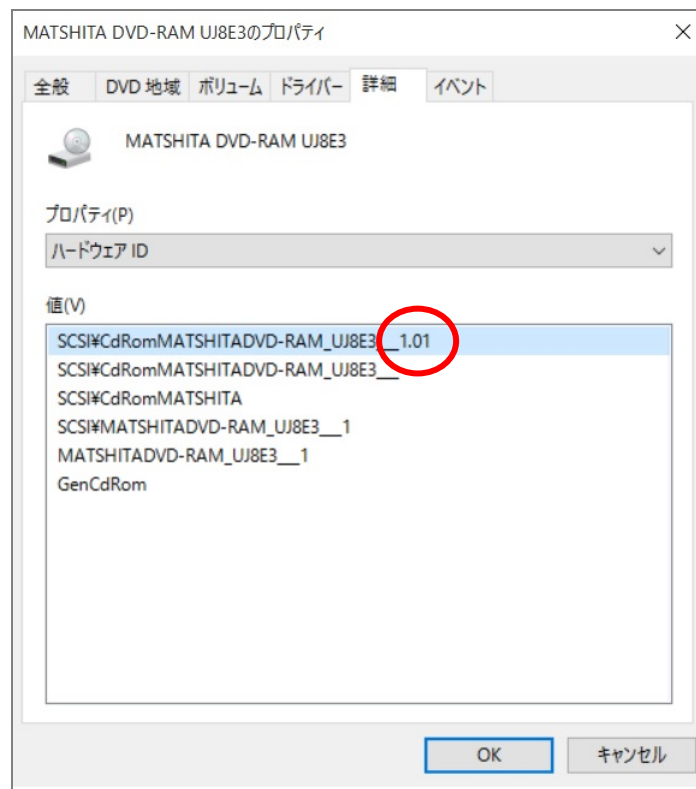 MATSHITA DVD-RAM UJ8E3のプロパティ
全般 DVD 地域 ボリューム ドライバー 詳細 イベント
MATSHITA DVD-RAM UJ8E3
プロパティ(P)
ハードウェア ID
値(V)
SCSI¥CdRomMATSHITADVD-RAM_UJ8E3___1.01
SCSI¥CdRomMATSHITADVD-RAM_UJ8E3___
SCSI¥CdRomMATSHITA
SCSI¥MATSHITADVD-RAM_UJ8E3___1
MATSHITADVD-RAM_UJ8E3___1
GenCdRom
OK キャンセル